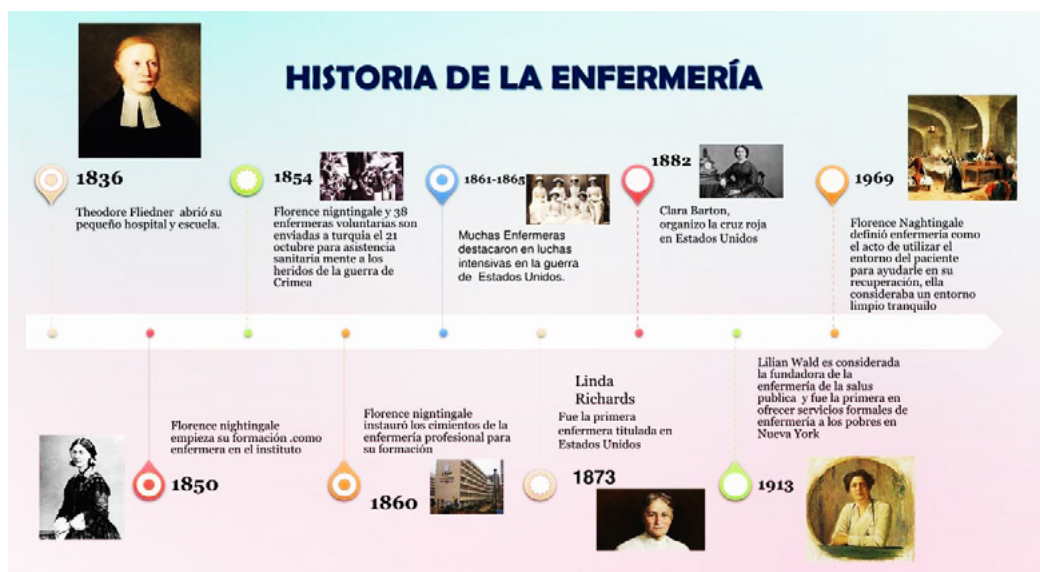 HISTORIA DE LA ENFERMERÍA
1836
Theodore Fliedner abrió su
pequeño hospital y escuela.
1854
Florence nigntingale y 38
enfermeras voluntarias son
enviadas a turquia el 21
octubre para asistencia
sanitaria mente a los
heridos de la guerra de
Crimea
1861-1865
Muchas Enfermeras
destacaron en luchas
intensivas en la guerra
de Estados Unidos.
1882
Clara Barton,
organizo la cruz roja
en Estados Unidos
1969
Florence Naghtingale
definió enfermería como
el acto de utilizar el
entorno del paciente
para ayudarle en su
recuperación, ella
consideraba un entorno
limpio tranquilo
Florence nightingale
empieza su formación .como
enfermera en el instituto
1850
Florence nigntingale
instauró los cimientos de la
enfermería profesional para
su formación
1860
Linda
Richards
Fue la primera
enfermera titulada en
Estados Unidos
1873
Lílian Wald es considerada
la fundadora de la
enfermería de la salus
publica y fue la primera en
ofrecer servicios formales de
enfermería a los pobres en
Nueva York
1913